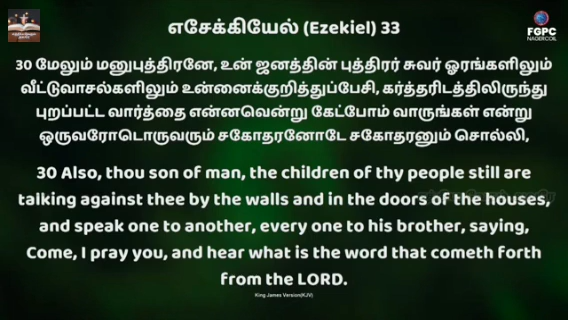 எசேக்கியேல் (Ezekiel) 33
FGPC
NAGERCOIL
30 மேலும் மனுபுத்திரனே, உன் ஜனத்தின் புத்திரர் சுவர் ஓரங்களிலும்
வீட்டுவாசல்களிலும் உன்னைக்குறித்துப்பேசி, கர்த்தரிடத்திலிருந்து
புறப்பட்ட வார்த்தை என்னவென்று கேட்போம் வாருங்கள் என்று
ஒருவரோடொருவரும் சகோதரனோடே சகோதரனும் சொல்லி,
30 Also, thou son of man, the children of thy people still are
talking against thee by the walls and in the doors of the houses,
and speak one to another, every one to his brother, saying,
Come, I pray you, and hear what is the word that cometh forth
from the LORD.
King James Version(KJV)